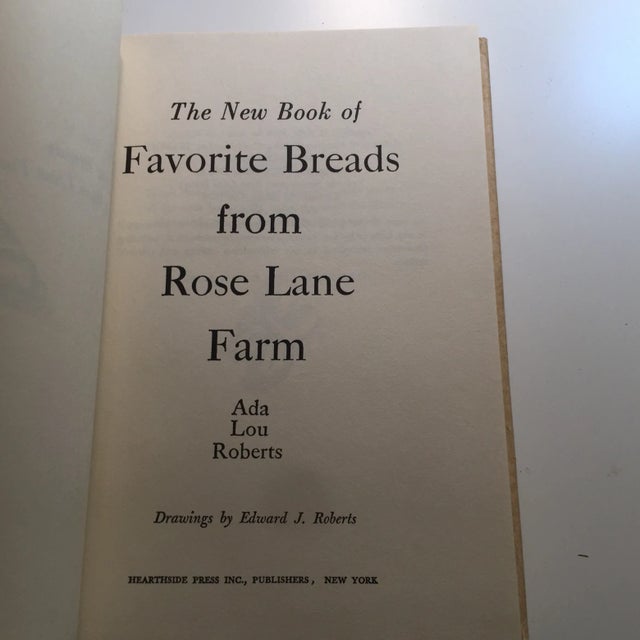 The New Book of
Favorite Breads
from
Rose Lane
Farm
Ada
Lou
Roberts
Drawings by Edward J. Roberts
HEARTHSIDE PRESS INC., PUBLISHERS, NEW YORK